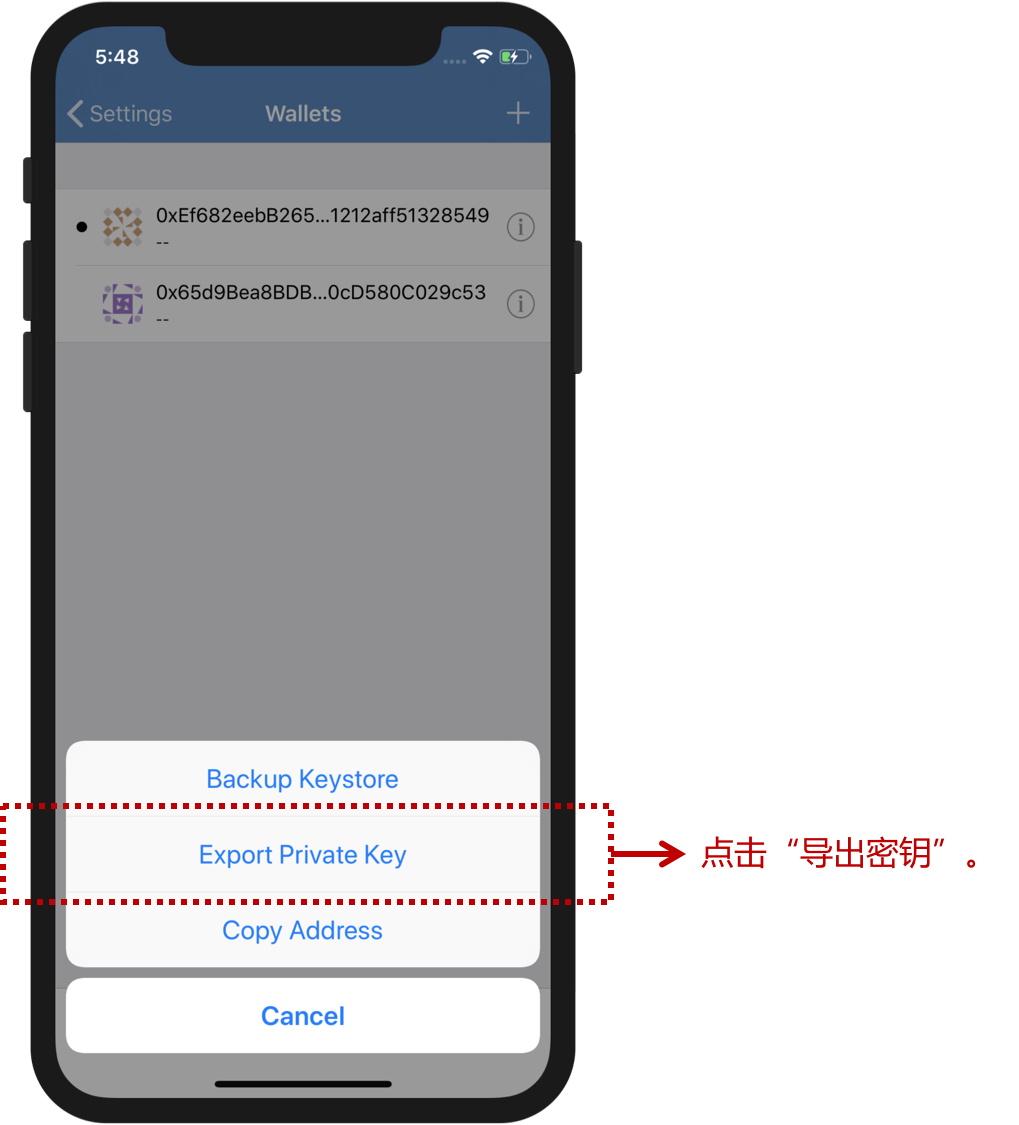 5:48
Settings
Wallets
0xEf682eebB265...1212aff51328549
--
0x65d9Bea8BDB...0cD580C029c53
--
Backup Keystore
Export Private Key
点击“导出密钥”。
Copy Address
Cancel